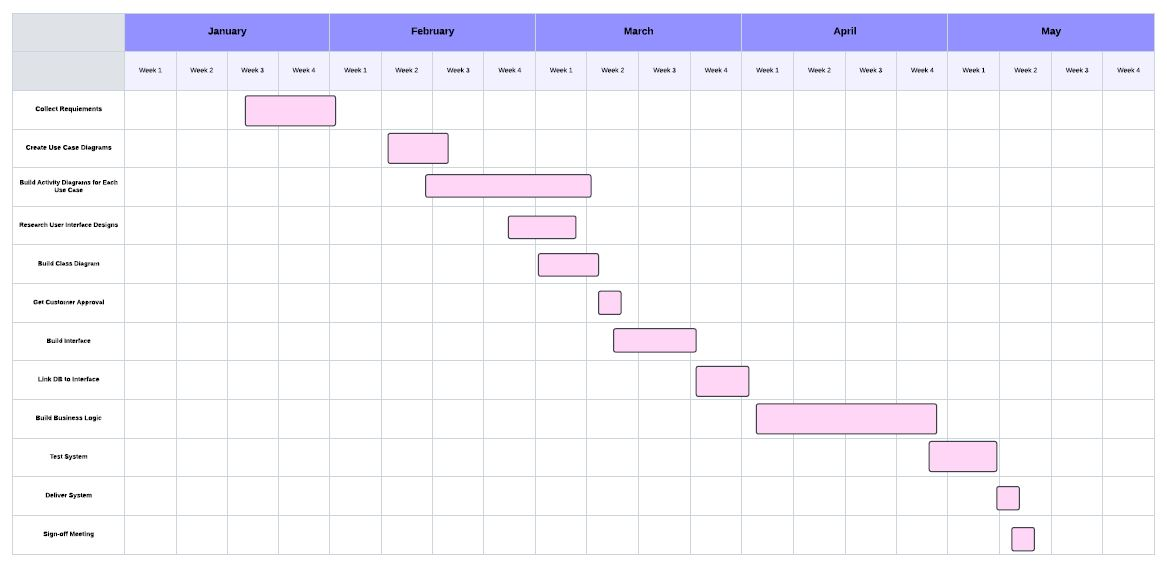 January February March April May
Week 1 Week 2 Week 3 Week 4 Week 1 Week 2 Week 3 Week 4 Week 1 Week 2 Week 3 Week 4 Week 1 Week 2 Week 3 Week 4 Week 1 Week 2 Week 3 Week 4
Collect Requiements
Create Use Case Diagrams
Build Activity Diagrams for Each
Use Case
Research User Interface Designs
Build Class Diagram
Get Customer Approval
Build Interface
Link DB to Interface
Build Business Logic
Test System
Deliver System
Sign-off Meeting